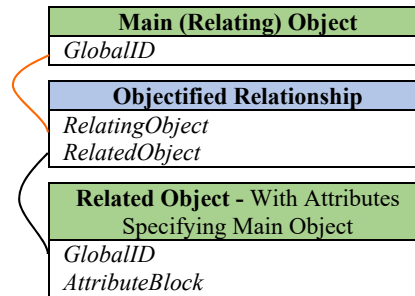 Main (Relating) Object
GlobalID
Objectified Relationship
RelatingObject
RelatedObject
Related Object - With Attributes
Specifying Main Object
GlobalID
AttributeBlock